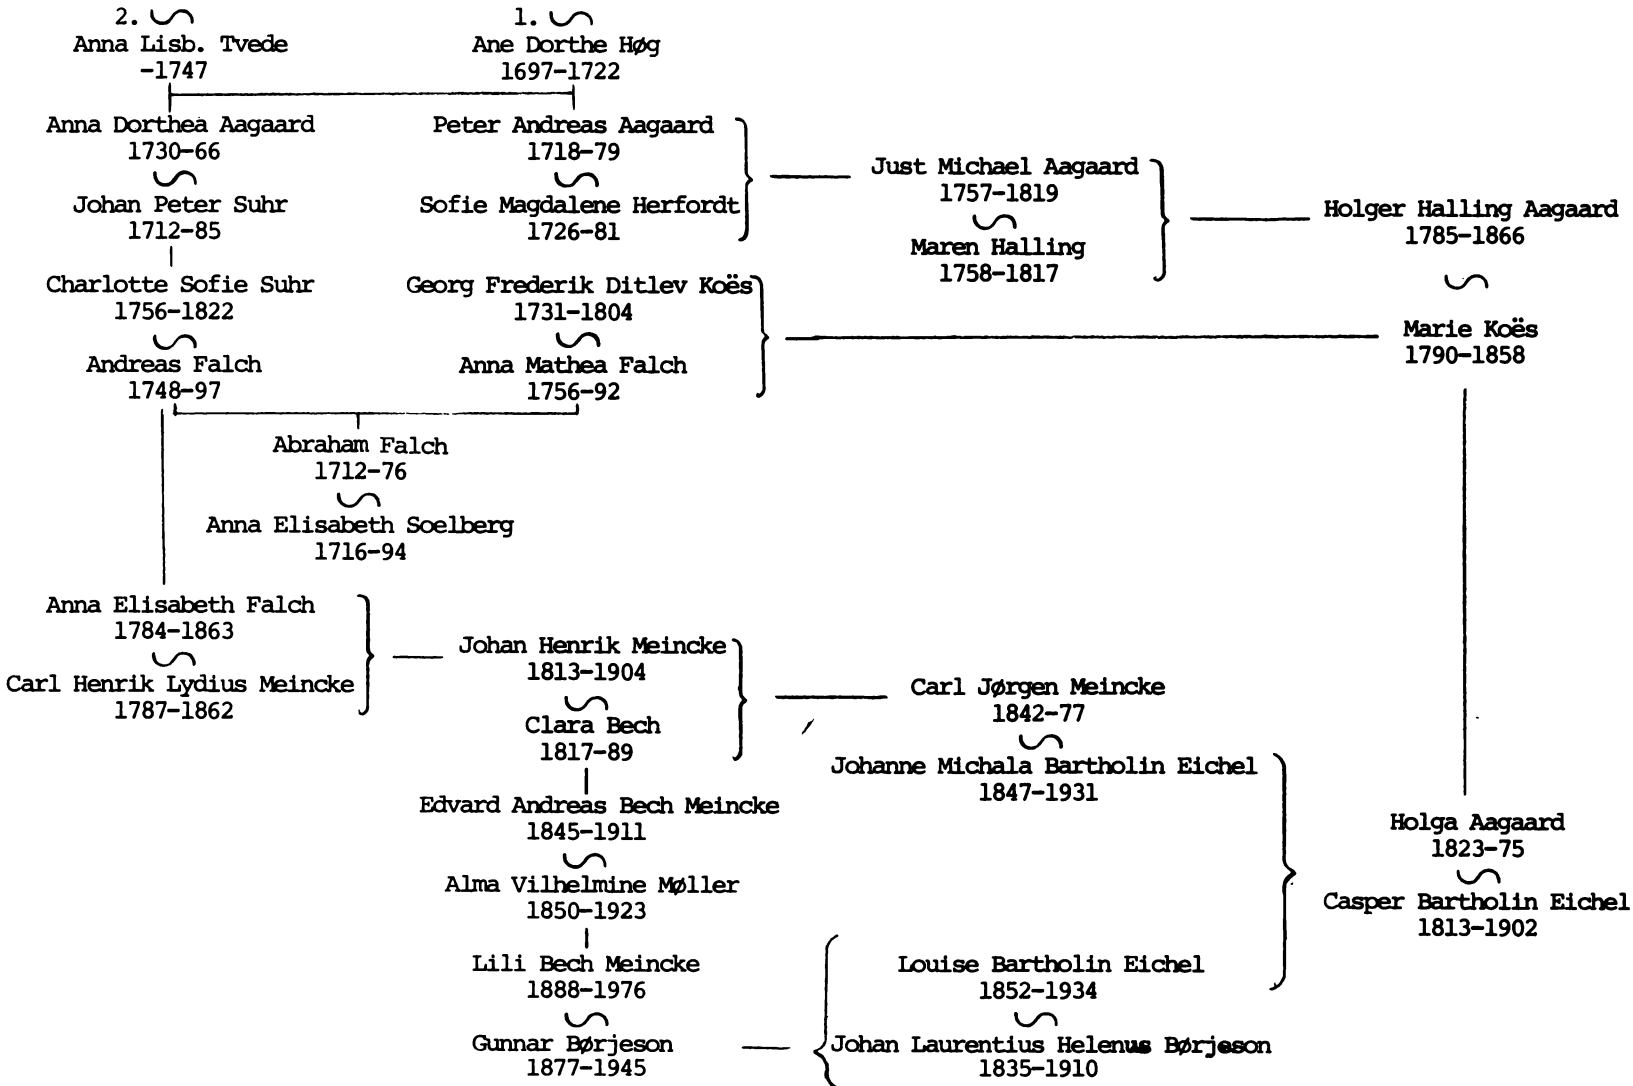 2.
Anna Lisb. Tvede
-1747
1.
Ane Dorthe Høg
1697-1722
Anna Dorthea Aagaard
1730-66
Johan Peter Suhr
1712-85
Charlotte Sofie Suhr
1756-1822
Andreas Falch
1748-97
Peter Andreas Aagaard
1718-79
Sofie Magdalene Herfordt
1726-81
Georg Frederik Ditlev Koës
1731-1804
Anna Mathea Falch
1756-92
Just Michael Aagaard
1757-1819
Maren Halling
1758-1817
Holger Halling Aagaard
1785-1866
Marie Koës
1790-1858
Abraham Falch
1712-76
Anna Elisabeth Soelberg
1716-94
Anna Elisabeth Falch
1784-1863
Carl Henrik Lydius Meincke
1787-1862
Johan Henrik Meincke
1813-1904
Clara Bech
1817-89
Edvard Andreas Bech Meincke
1845-1911
Alma Vilhelmine Møller
1850-1923
Lili Bech Meincke
1888-1976
Gunnar Børjeson
1877-1945
Carl Jørgen Meincke
1842-77
Johanne Michala Bartholin Eichel
1847-1931
Louise Bartholin Eichel
1852-1934
Johan Laurentius Helenus Børjeson
1835-1910
Holga Aagaard
1823-75
Casper Bartholin Eichel
1813-1902